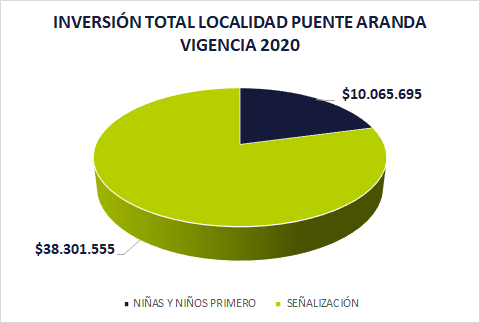 INVERSIÓN TOTAL LOCALIDAD PUENTE ARANDA
VIGENCIA 2020
$10.065.695
$38.301.555
NIÑAS Y NIÑOS PRIMERO
SEÑALIZACIÓN